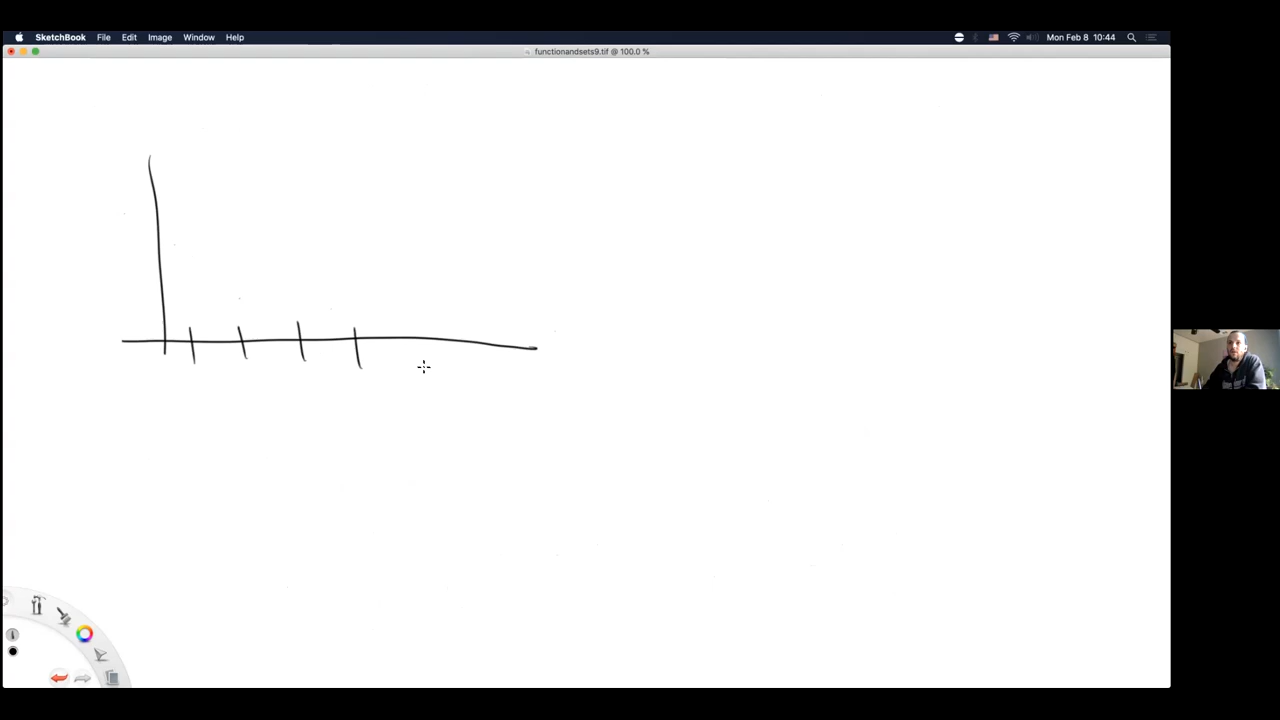 SketchBook File Edit Image Window Help Mon Feb 8 10:44
functionandsets9.tif @ 100.0 %